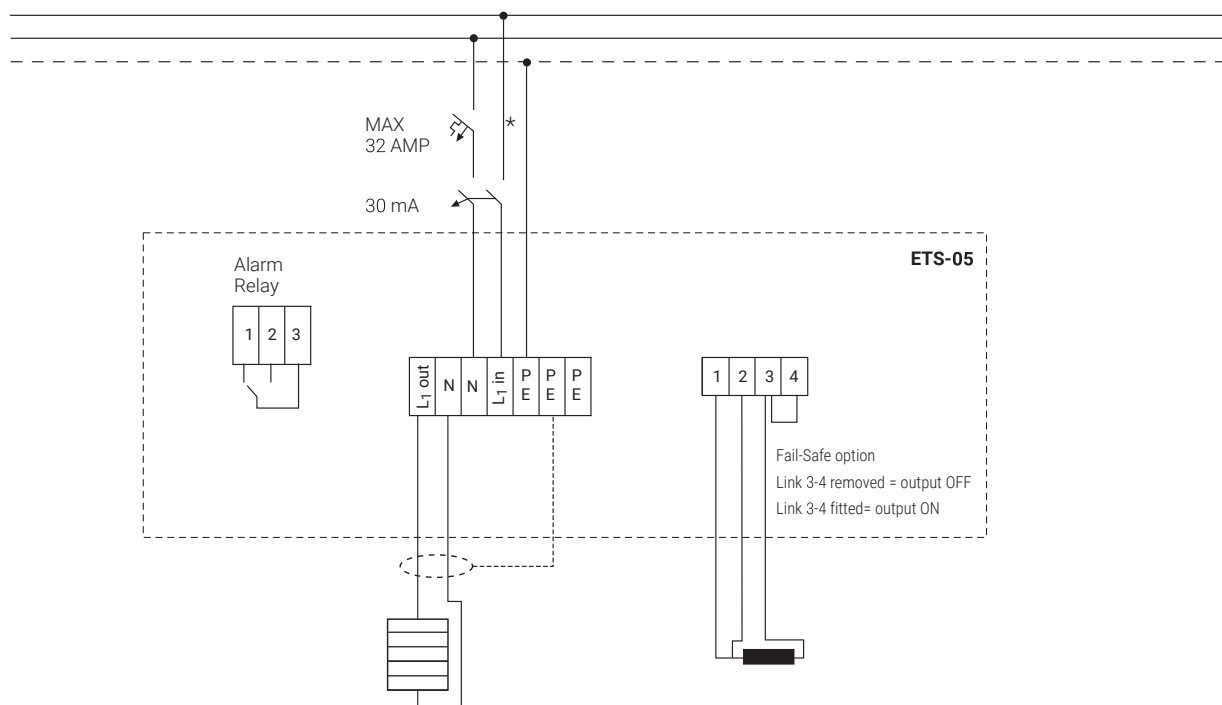 MAX
32 AMP
*
30 mA
ETS-05
Alarm
Relay
1 2 3
L1 out N N L1 in PE PE PE
1 2 3 4
Fail-Safe option
Link 3-4 removed = output OFF
Link 3-4 fitted= output ON